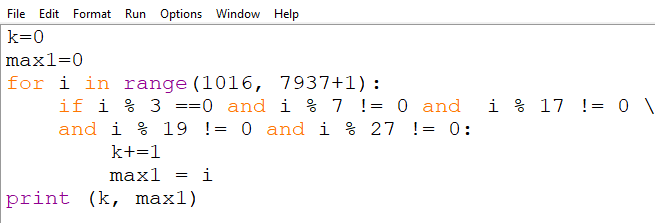 File Edit Format Run Options Window Help
k=0
max1=0
for i in range(1016, 7937+1):
    if i % 3 ==0 and i % 7 != 0 and  i % 17 != 0 \
    and i % 19 != 0 and i % 27 != 0:
        k+=1
        max1 = i
print (k, max1)